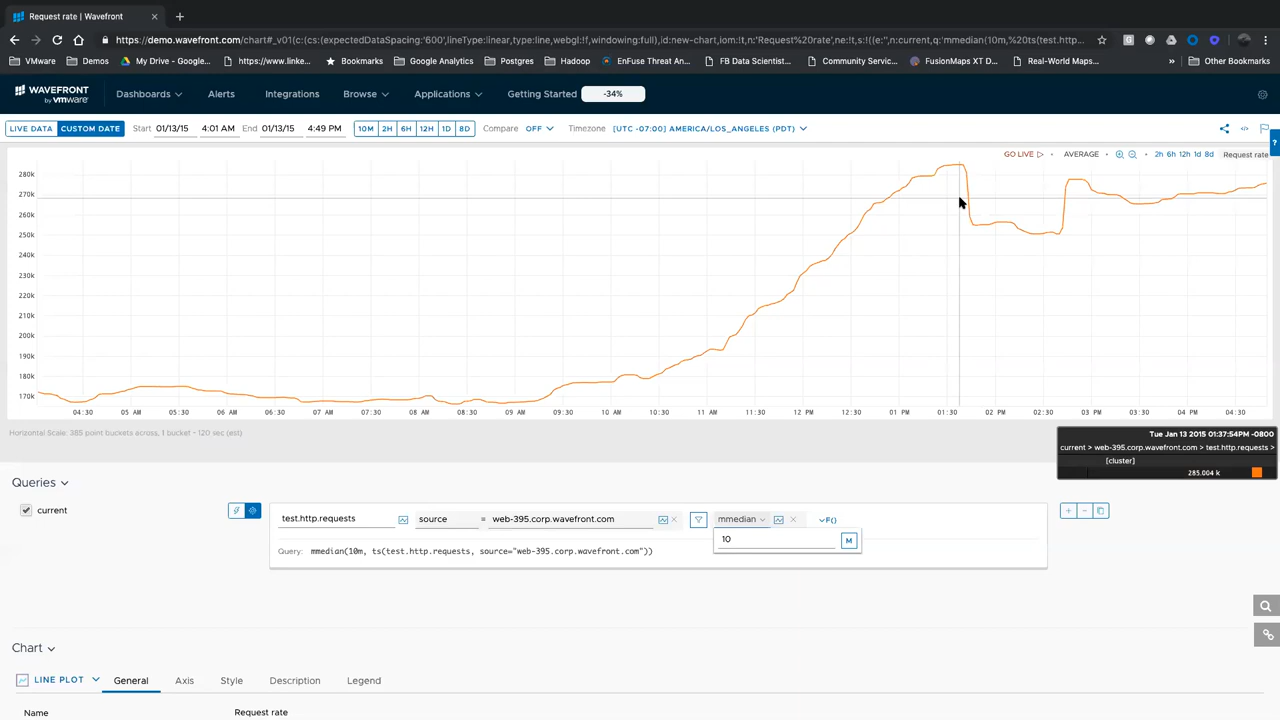 Request rate | Wavefront
https://demo.wavefront.com/chart#_v01(c:(cs:(expectedDataSpacing:'600',lineType:linear,type:line,webgl:!f,windowing:full),id:new-chart,iom:!t,n:'Request%20rate',ne:!t,s:!((e:'',n:current,q:'mmedian(10m,%20ts(test.http.requests...
VMware
Demos
My Drive - Google...
https://www.linke...
Bookmarks
Google Analytics
Postgres
Hadoop
EnFuse Threat An...
FB Data Scientist...
Community Servic...
FusionMaps XT D...
Real-World Maps...
»
Other Bookmarks
WAVEFRONT by vmware
Dashboards
Alerts
Integrations
Browse
Applications
Getting Started
-34%
LIVE DATA
CUSTOM DATE
Start 01/13/15 4:01 AM End 01/13/15 4:49 PM
10M 2H 6H 12H 1D 8D
Compare OFF
Timezone [UTC -07:00] AMERICA/LOS_ANGELES (PDT)
?
GO LIVE
AVERAGE
2h 6h 12h 1d 8d
Request rate
280k
270k
260k
250k
240k
230k
220k
210k
200k
190k
180k
170k
04:30 05 AM 05:30 06 AM 06:30 07 AM 07:30 08 AM 08:30 09 AM 09:30 10 AM 10:30 11 AM 11:30 12 PM 12:30 01 PM 01:30 02 PM 02:30 03 PM 03:30 04 PM 04:30
Horizontal Scale: 385 point buckets across, 1 bucket ~ 120 sec (est)
Tue Jan 13 2015 01:37:54PM -0800
current > web-395.corp.wavefront.com > test.http.requests >
[cluster]
285.004 k
Queries
current
test.http.requests
source = web-395.corp.wavefront.com
mmedian
F()
10
M
Query: mmedian(10m, ts(test.http.requests, source="web-395.corp.wavefront.com"))
Chart
LINE PLOT
General
Axis
Style
Description
Legend
Name
Request rate